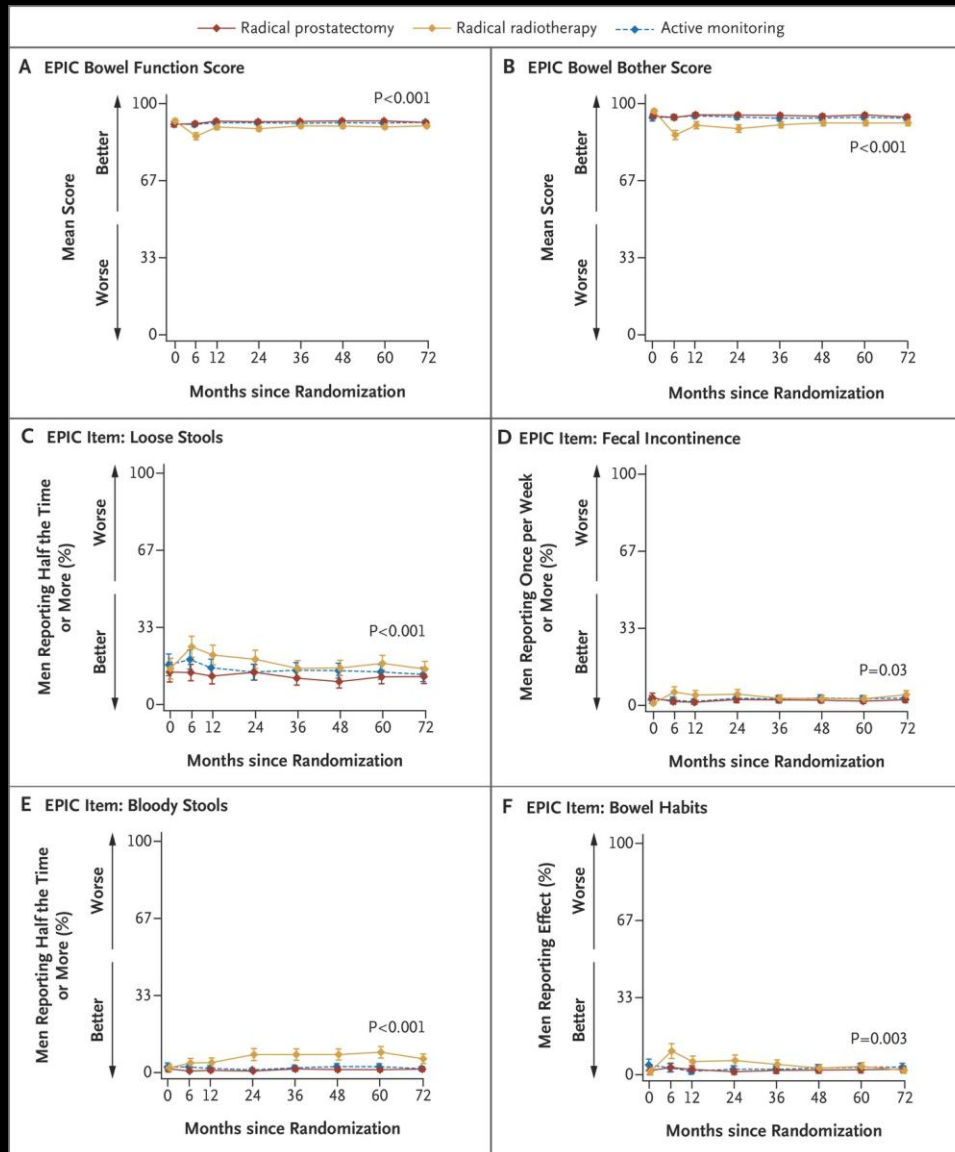 Radical prostatectomy Radical radiotherapy Active monitoring
A EPIC Bowel Function Score
P<0.001
100
67
33
0
Mean Score
Better
Worse
0 6 12 24 36 48 60 72
Months since Randomization
B EPIC Bowel Bother Score
P<0.001
100
67
33
0
Mean Score
Better
Worse
0 6 12 24 36 48 60 72
Months since Randomization
C EPIC Item: Loose Stools
P<0.001
100
67
33
0
Men Reporting Half the Time
or More (%)
Worse
Better
0 6 12 24 36 48 60 72
Months since Randomization
D EPIC Item: Fecal Incontinence
P=0.03
100
67
33
0
Men Reporting Once per Week
or More (%)
Worse
Better
0 6 12 24 36 48 60 72
Months since Randomization
E EPIC Item: Bloody Stools
P<0.001
100
67
33
0
Men Reporting Half the Time
or More (%)
Worse
Better
0 6 12 24 36 48 60 72
Months since Randomization
F EPIC Item: Bowel Habits
P=0.003
100
67
33
0
Men Reporting Effect (%)
Worse
Better
0 6 12 24 36 48 60 72
Months since Randomization